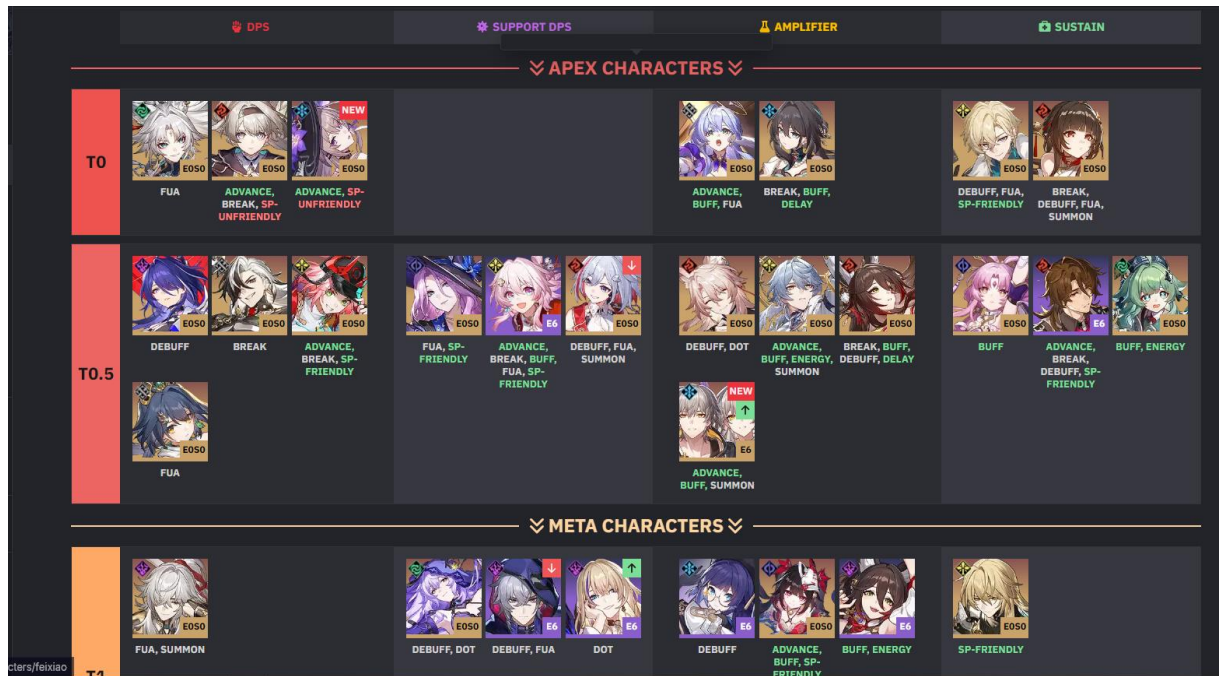 DPS
SUPPORT DPS
AMPLIFIER
SUSTAIN
APEX CHARACTERS
T0
E0S0
E0S0
NEW
E0S0
E0S0
E0S0
E0S0
E0S0
FUA
ADVANCE,
BREAK, SP-
UNFRIENDLY
ADVANCE, SP-
UNFRIENDLY
ADVANCE,
BUFF, FUA
BREAK, BUFF,
DELAY
DEBUFF, FUA,
SP-FRIENDLY
BREAK,
DEBUFF, FUA,
SUMMON
T0.5
E0S0
E0S0
E0S0
E0S0
E6
E0S0
E0S0
E0S0
E0S0
E0S0
E6
E0S0
DEBUFF
BREAK
ADVANCE,
BREAK, SP-
FRIENDLY
FUA, SP-
FRIENDLY
ADVANCE,
BREAK, BUFF,
FUA, SP-
FRIENDLY
DEBUFF, FUA,
SUMMON
DEBUFF, DOT
ADVANCE,
BUFF, ENERGY,
SUMMON
BREAK, BUFF,
DEBUFF, DELAY
BUFF
ADVANCE,
BREAK,
DEBUFF, SP-
FRIENDLY
BUFF, ENERGY
E0S0
FUA
NEW
E6
ADVANCE,
BUFF, SUMMON
META CHARACTERS
T1
E0S0
E0S0
E6
E6
E6
E0S0
E6
E0S0
FUA, SUMMON
DEBUFF, DOT
DEBUFF, FUA
DOT
DEBUFF
ADVANCE,
BUFF, SP-
FRIENDLY
BUFF, ENERGY
SP-FRIENDLY
cters/feixiao